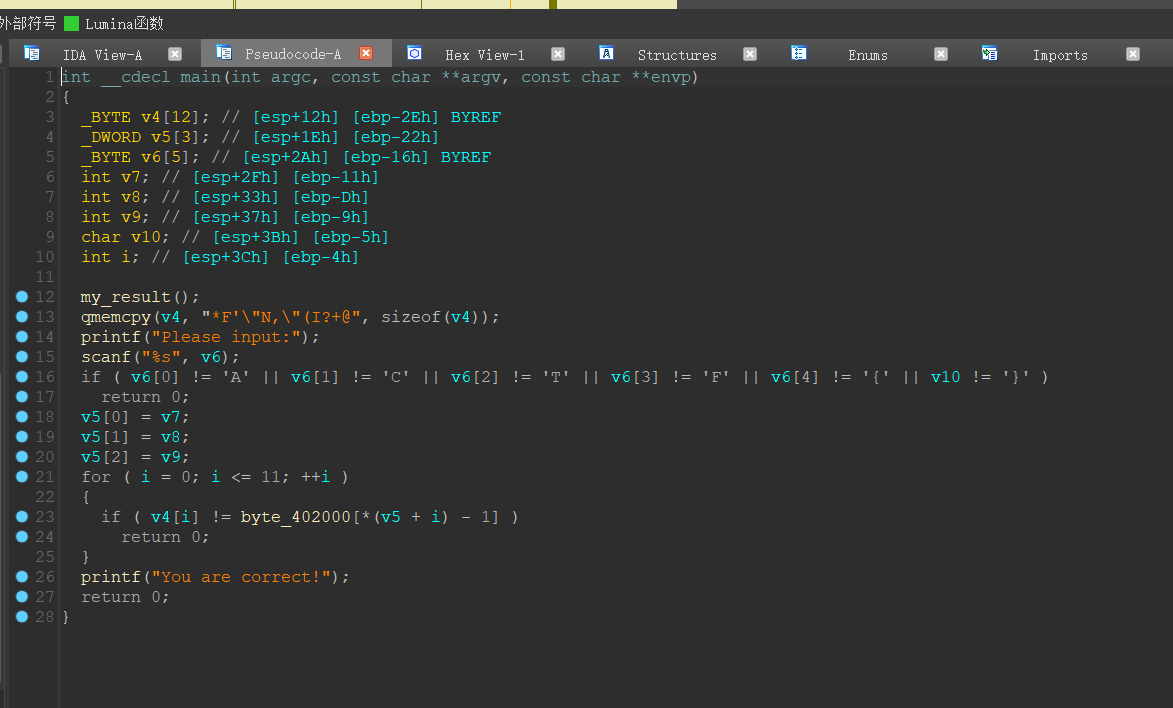 外部符号 Lumina函数
IDA View-A Pseudocode-A Hex View-1 Structures Enums Imports
1 int __cdecl main(int argc, const char **argv, const char **envp)
2 {
3 _BYTE v4[12]; // [esp+12h] [ebp-2Eh] BYREF
4 _DWORD v5[3]; // [esp+1Eh] [ebp-22h]
5 _BYTE v6[5]; // [esp+2Ah] [ebp-16h] BYREF
6 int v7; // [esp+2Fh] [ebp-11h]
7 int v8; // [esp+33h] [ebp-Dh]
8 int v9; // [esp+37h] [ebp-9h]
9 char v10; // [esp+3Bh] [ebp-5h]
10 int i; // [esp+3Ch] [ebp-4h]
11
12 my_result();
13 qmemcpy(v4, "*F'\"N,\"(I?+@", sizeof(v4));
14 printf("Please input:");
15 scanf("%s", v6);
16 if ( v6[0] != 'A' || v6[1] != 'C' || v6[2] != 'T' || v6[3] != 'F' || v6[4] != '{' || v10 != '}' )
17 return 0;
18 v5[0] = v7;
19 v5[1] = v8;
20 v5[2] = v9;
21 for ( i = 0; i <= 11; ++i )
22 {
23 if ( v4[i] != byte_402000[*(v5 + i) - 1] )
24 return 0;
25 }
26 printf("You are correct!");
27 return 0;
28 }